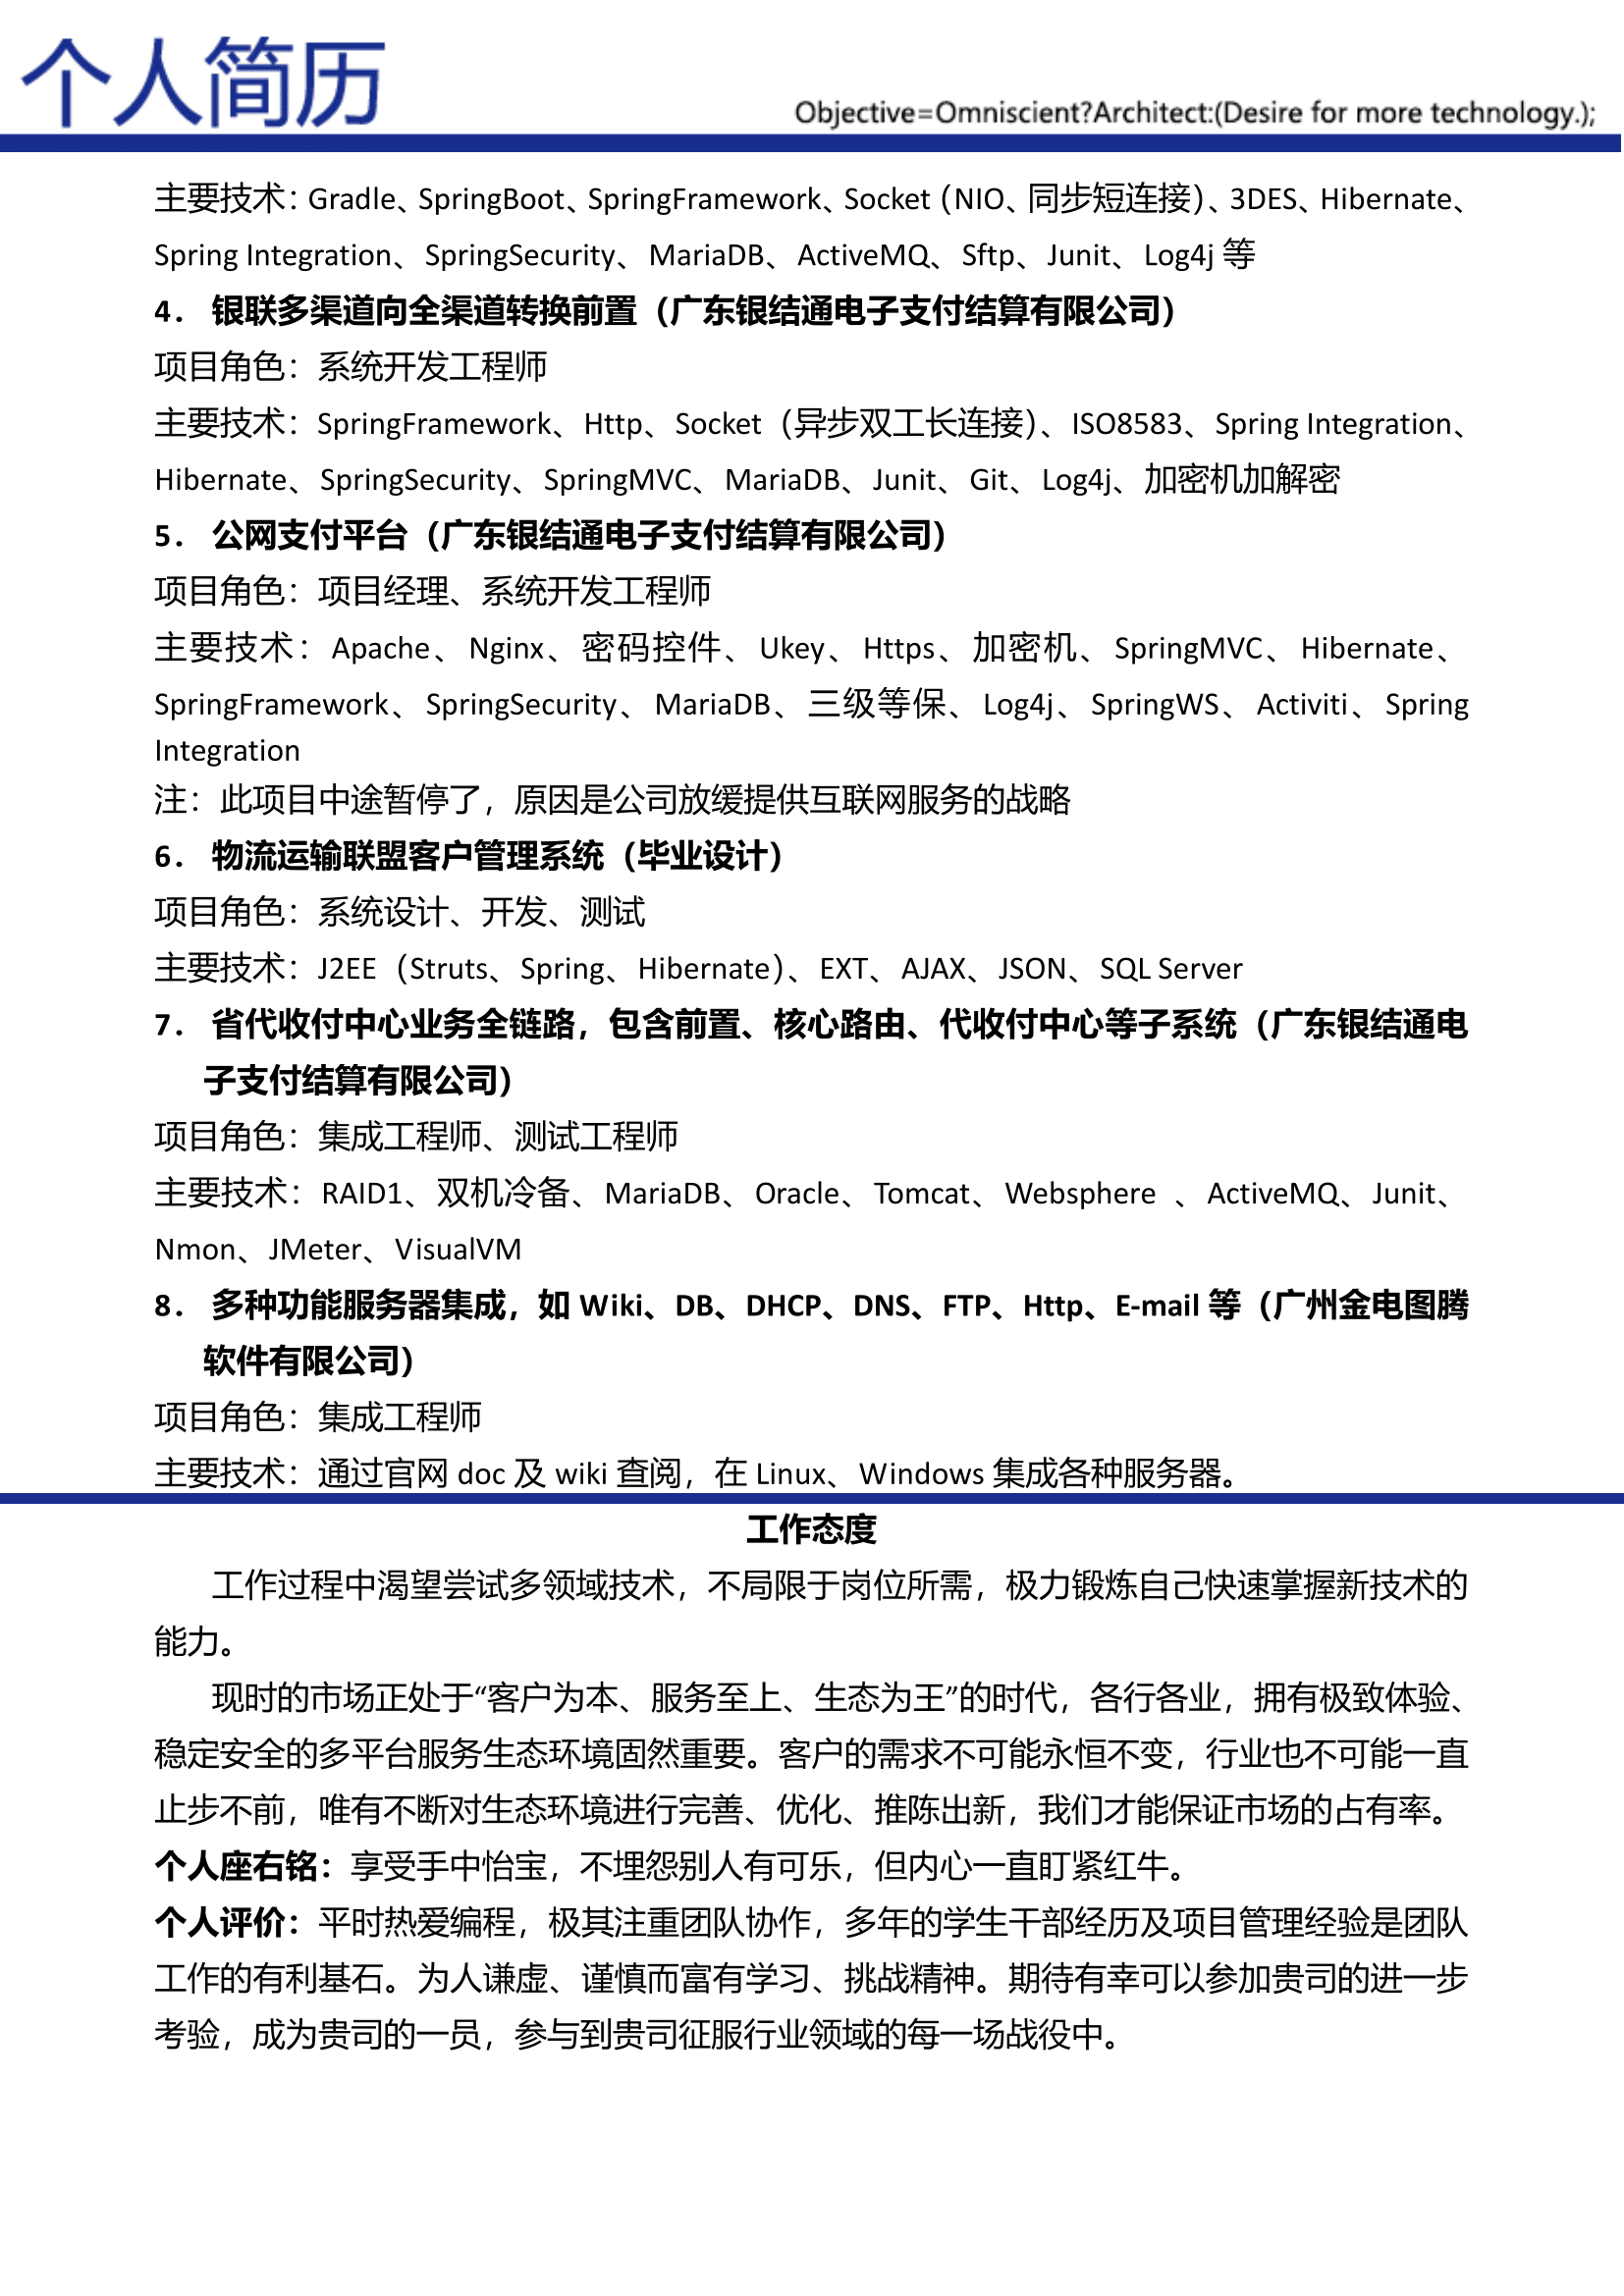 个人简历
Objective=Omniscient?Architect:(Desire for more technology.);
主要技术：Gradle、SpringBoot、SpringFramework、Socket（NIO、同步短连接）、3DES、Hibernate、
Spring Integration、SpringSecurity、MariaDB、ActiveMQ、Sftp、Junit、Log4j 等
4. 银联多渠道向全渠道转换前置（广东银结通电子支付结算有限公司）
项目角色：系统开发工程师
主要技术：SpringFramework、Http、Socket（异步双工长连接）、ISO8583、Spring Integration、
Hibernate、SpringSecurity、SpringMVC、MariaDB、Junit、Git、Log4j、加密机加解密
5. 公网支付平台（广东银结通电子支付结算有限公司）
项目角色：项目经理、系统开发工程师
主要技术：Apache、Nginx、密码控件、Ukey、Https、加密机、SpringMVC、Hibernate、
SpringFramework、SpringSecurity、MariaDB、三级等保、Log4j、SpringWS、Activiti、Spring
Integration
注：此项目中途暂停了，原因是公司放缓提供互联网服务的战略
6. 物流运输联盟客户管理系统（毕业设计）
项目角色：系统设计、开发、测试
主要技术：J2EE（Struts、Spring、Hibernate）、EXT、AJAX、JSON、SQL Server
7. 省代收付中心业务全链路，包含前置、核心路由、代收付中心等子系统（广东银结通电
子支付结算有限公司）
项目角色：集成工程师、测试工程师
主要技术：RAID1、双机冷备、MariaDB、Oracle、Tomcat、Websphere 、ActiveMQ、Junit、
Nmon、JMeter、VisualVM
8. 多种功能服务器集成，如 Wiki、DB、DHCP、DNS、FTP、Http、E-mail 等（广州金电图腾
软件有限公司）
项目角色：集成工程师
主要技术：通过官网 doc 及 wiki 查阅，在 Linux、Windows 集成各种服务器。
工作态度
工作过程中渴望尝试多领域技术，不局限于岗位所需，极力锻炼自己快速掌握新技术的
能力。
现时的市场正处于“客户为本、服务至上、生态为王”的时代，各行各业，拥有极致体验、
稳定安全的多平台服务生态环境固然重要。客户的需求不可能永恒不变，行业也不可能一直
止步不前，唯有不断对生态环境进行完善、优化、推陈出新，我们才能保证市场的占有率。
个人座右铭：享受手中怡宝，不埋怨别人有可乐，但内心一直盯紧红牛。
个人评价：平时热爱编程，极其注重团队协作，多年的学生干部经历及项目管理经验是团队
工作的有利基石。为人谦虚、谨慎而富有学习、挑战精神。期待有幸可以参加贵司的进一步
考验，成为贵司的一员，参与到贵司征服行业领域的每一场战役中。